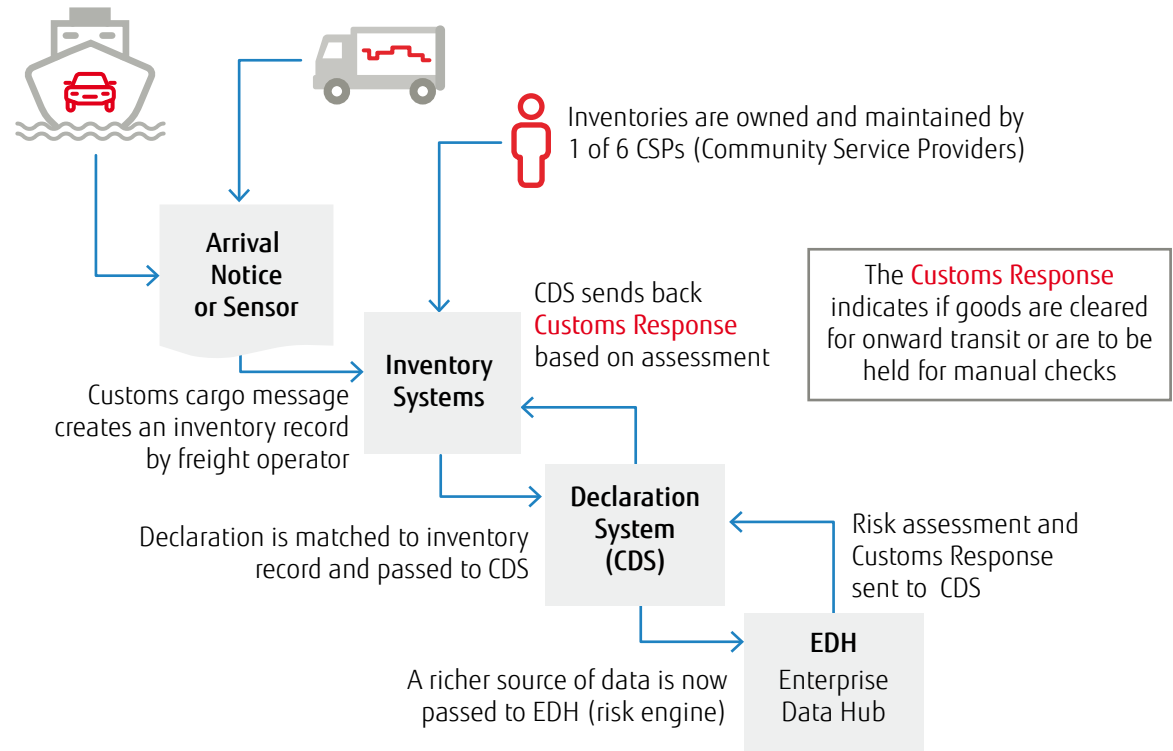 Inventories are owned and maintained by
1 of 6 CSPs (Community Service Providers)
Arrival
Notice
or Sensor
The Customs Response
indicates if goods are cleared
for onward transit or are to be
held for manual checks
CDS sends back
Customs Response
based on assessment
Inventory
Systems
Customs cargo message
creates an inventory record
by freight operator
Declaration
System
(CDS)
Declaration is matched to inventory
record and passed to CDS
Risk assessment and
Customs Response
sent to CDS
EDH
Enterprise
Data Hub
A richer source of data is now
passed to EDH (risk engine)